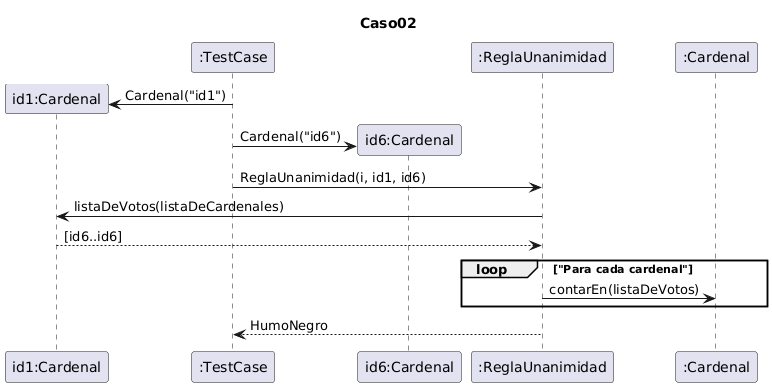 Caso02
:TestCase
:ReglaUnanimidad
:Cardenal
id1:Cardenal
Cardenal("id1")
Cardenal("id6")
id6:Cardenal
ReglaUnanimidad(i, id1, id6)
listaDeVotos(listaDeCardenales)
[id6..id6]
loop ["Para cada cardenal"]
contarEn(listaDeVotos)
HumoNegro
id1:Cardenal
:TestCase
id6:Cardenal
:ReglaUnanimidad
:Cardenal